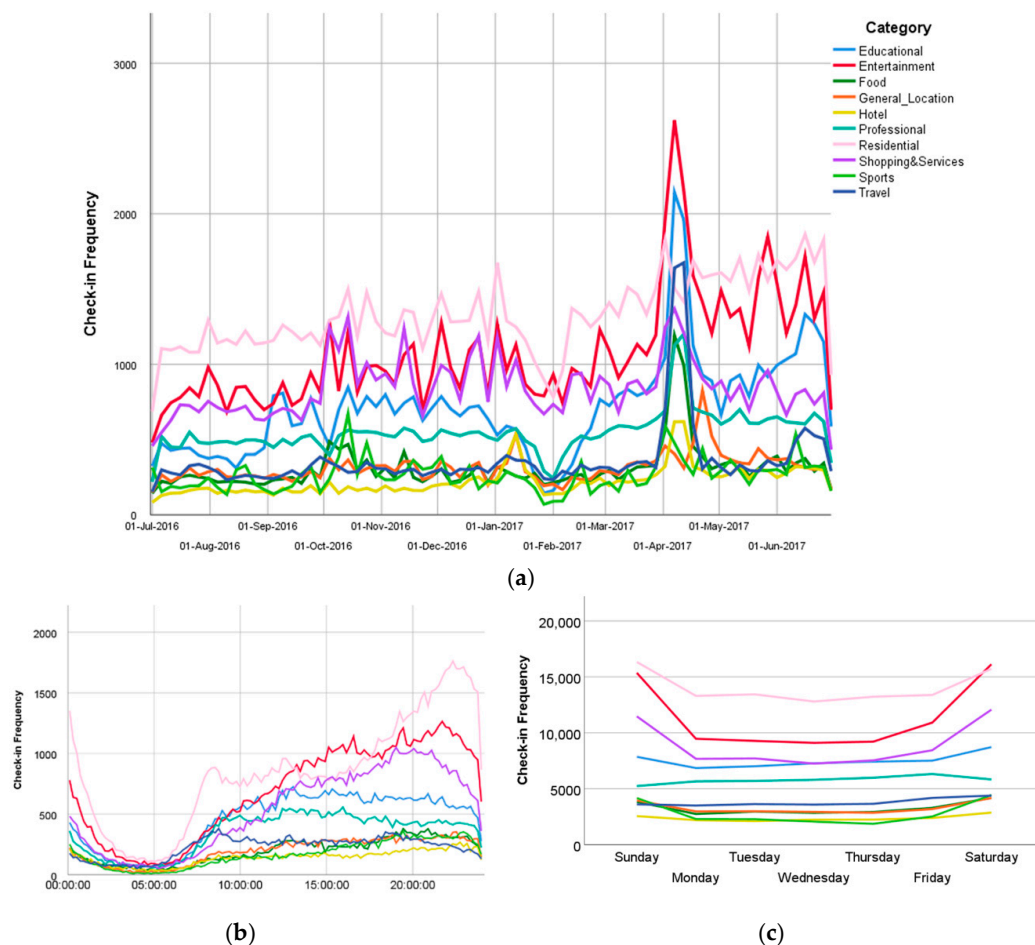 Category
Educational
Entertainment
Food
General_Location
Hotel
Professional
Residential
Shopping&Services
Sports
Travel
Check-in Frequency
3000
2000
1000
0
01-Jul-2016 01-Sep-2016 01-Nov-2016 01-Jan-2017 01-Mar-2017 01-May-2017
01-Aug-2016 01-Oct-2016 01-Dec-2016 01-Feb-2017 01-Apr-2017 01-Jun-2017
(a)
Check-in Frequency
2000
1500
1000
500
0
00:00:00 05:00:00 10:00:00 15:00:00 20:00:00
(b)
Check-in Frequency
20,000
15,000
10,000
5000
0
Sunday Tuesday Thursday Saturday
Monday Wednesday Friday
(c)